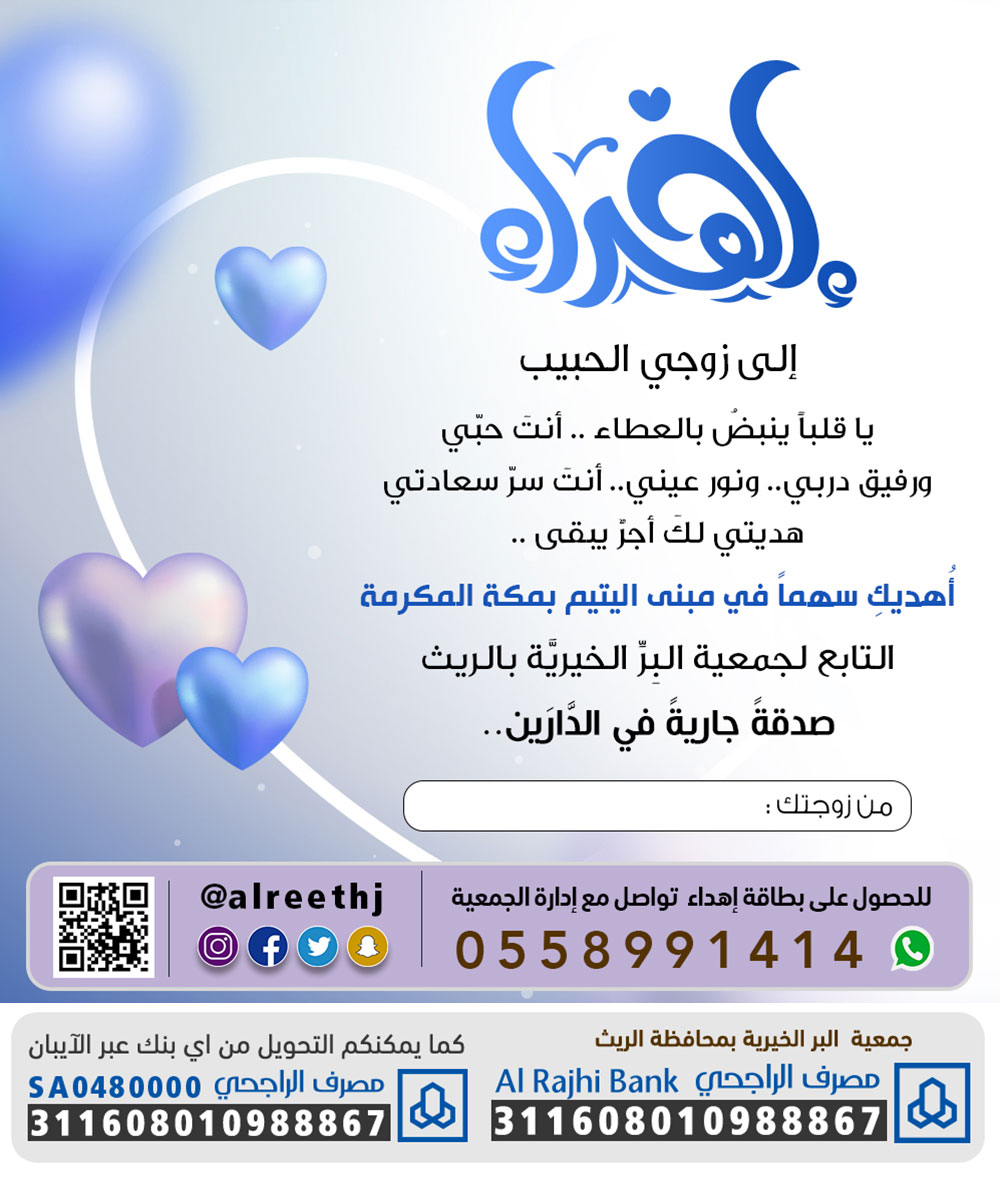 إهداء
إلى زوجي الحبيب
يا قلباً ينبضُ بالعطاء .. أنتَ حبّي
ورفيق دربي.. ونور عيني.. أنتَ سرّ سعادتي
هديتي لكَ أجرٌ يبقى ..
أُهديكِ سهماً في مبنى اليتيم بمكة المكرمة
التابع لجمعية البِرِّ الخيريَّة بالريث
صدقةً جاريةً في الدَّارَين..
من زوجتك :
للحصول على بطاقة إهداء تواصل مع إدارة الجمعية
0558991414
@alreethj
جمعية البر الخيرية بمحافظة الريث
مصرف الراجحي Al Rajhi Bank
311608010988867
كما يمكنكم التحويل من اي بنك عبر الآيبان
مصرف الراجحي SA0480000
311608010988867